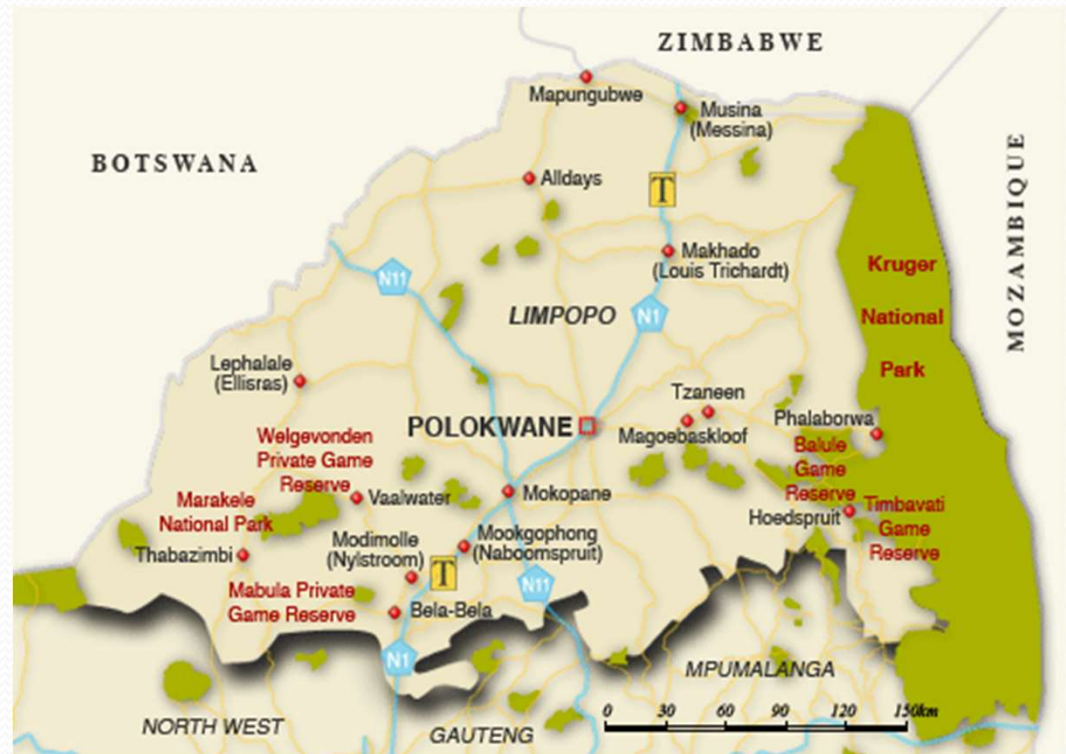 ZIMBABWE
Mapungubwe
Musina
(Messina)
BOTSWANA
MOZAMBIQUE
Alldays
T
Makhado
(Louis Trichardt)
Kruger
National
Park
N11
LIMPOPO
N1
Lephalale
(Ellisras)
Tzaneen
POLOKWANE
Magoebaskloof
Phalaborwa
Welgevonden
Private Game
Reserve
Balule
Game
Reserve
Marakele
National Park
Vaalwater
Mokopane
Timbavati
Game
Reserve
Hoedspruit
Thabazimbi
Modimolle
(Nylstroom)
Mookgophong
(Naboomspruit)
T
N11
Mabula Private
Game Reserve
Bela-Bela
N1
MPUMALANGA
NORTH WEST
GAUTENG
0 30 60 90 120 150km